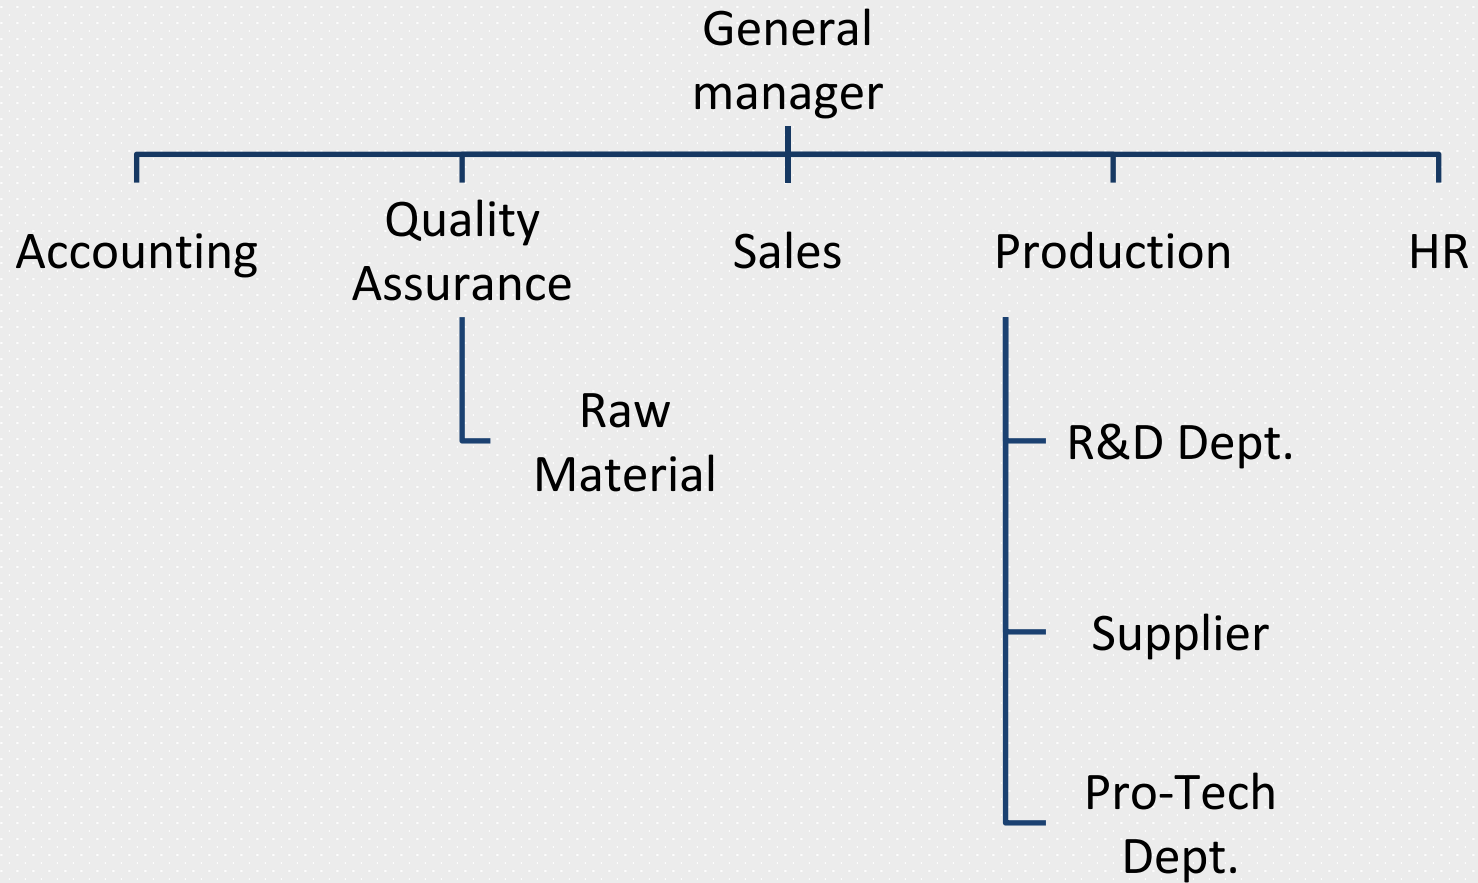 General
manager
Accounting
Quality
Assurance
Sales
Production
HR
Raw
Material
R&D Dept.
Supplier
Pro-Tech
Dept.